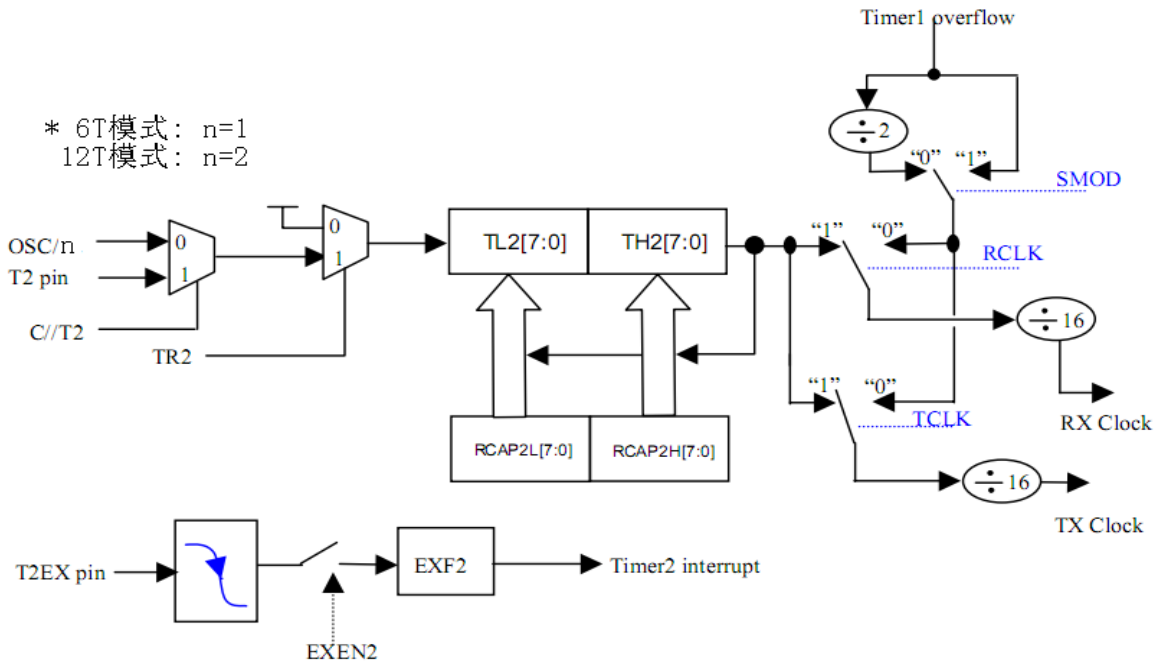 Timer1 overflow
* 6T模式: n=1
12T模式: n=2
÷ 2
“0” “1”
SMOD
OSC/n
T2 pin
0
1
0
1
C//T2
TR2
TL2[7:0]
TH2[7:0]
“1” “0”
RCLK
÷ 16
RX Clock
“1” “0”
TCLK
RCAP2L[7:0]
RCAP2H[7:0]
÷ 16
TX Clock
T2EX pin
EXF2
Timer2 interrupt
EXEN2